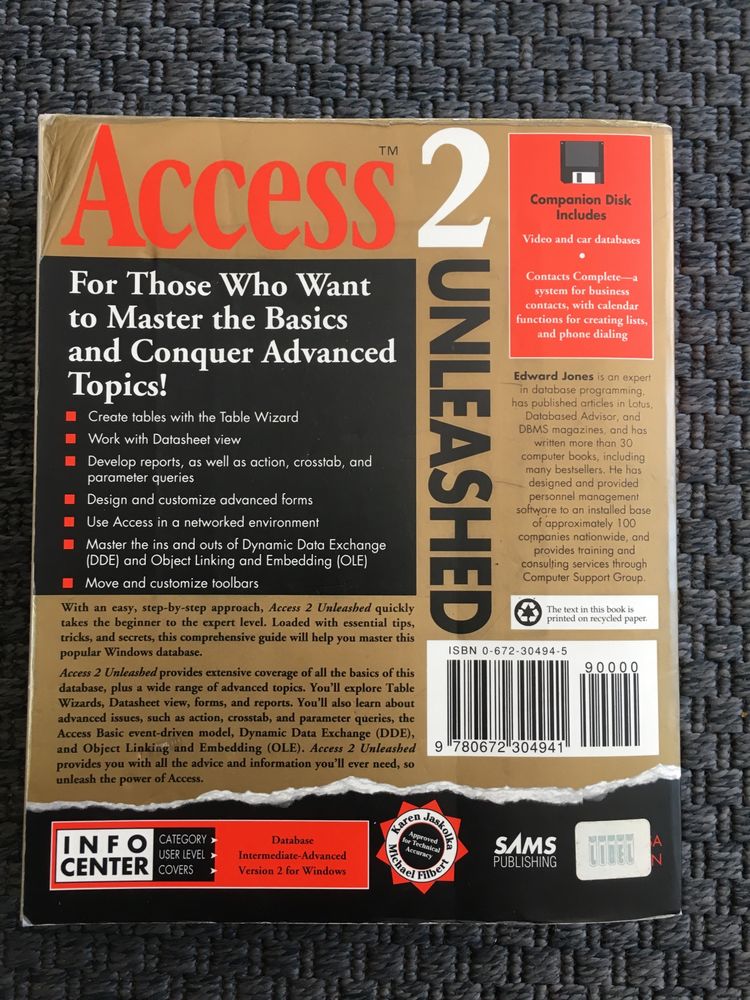 Access™ 2
UNLEASHED
For Those Who Want
to Master the Basics
and Conquer Advanced
Topics!
Create tables with the Table Wizard
Work with Datasheet view
Develop reports, as well as action, crosstab, and
parameter queries
Design and customize advanced forms
Use Access in a networked environment
Master the ins and outs of Dynamic Data Exchange
(DDE) and Object Linking and Embedding (OLE)
Move and customize toolbars
With an easy, step-by-step approach, Access 2 Unleashed quickly
takes the beginner to the expert level. Loaded with essential tips,
tricks, and secrets, this comprehensive guide will help you master this
popular Windows database.
Access 2 Unleashed provides extensive coverage of all the basics of this
database, plus a wide range of advanced topics. You'll explore Table
Wizards, Datasheet view, forms, and reports. You'll also learn about
advanced issues, such as action, crosstab, and parameter queries, the
Access Basic event-driven model, Dynamic Data Exchange (DDE),
and Object Linking and Embedding (OLE). Access 2 Unleashed
provides you with all the advice and information you'll ever need, so
unleash the power of Access.
Companion Disk
Includes
Video and car databases
•
Contacts Complete—a
system for business
contacts, with calendar
functions for creating lists,
and phone dialing
Edward Jones is an expert
in database programming,
has published articles in Lotus,
Databased Advisor, and
DBMS magazines, and has
written more than 30
computer books, including
many bestsellers. He has
designed and provided
personnel management
software to an installed base
of approximately 100
companies nationwide, and
provides training and
consulting services through
Computer Support Group.
The text in this book is
printed on recycled paper.
ISBN 0-672-30494-5
90000
9 780672 304941
INFO
CENTER
CATEGORY
USER LEVEL
COVERS
Database
Intermediate-Advanced
Version 2 for Windows
Karen Jaskolka
Approved
for Technical
Accuracy
Michael Filbert
SAMS
PUBLISHING